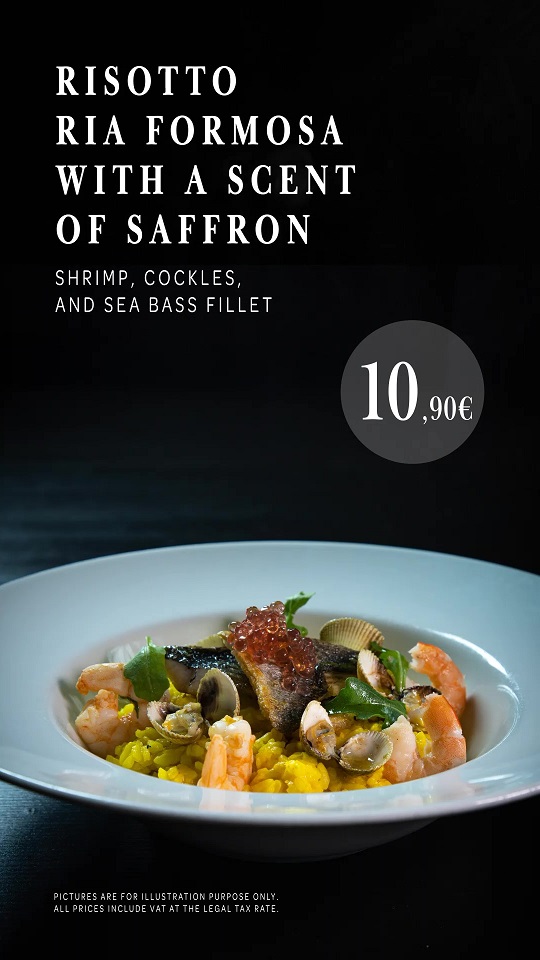 RISOTTO
RIA FORMOSA
WITH A SCENT
OF SAFFRON
SHRIMP, COCKLES,
AND SEA BASS FILLET
10,90€
PICTURES ARE FOR ILLUSTRATION PURPOSE ONLY.
ALL PRICES INCLUDE VAT AT THE LEGAL TAX RATE.